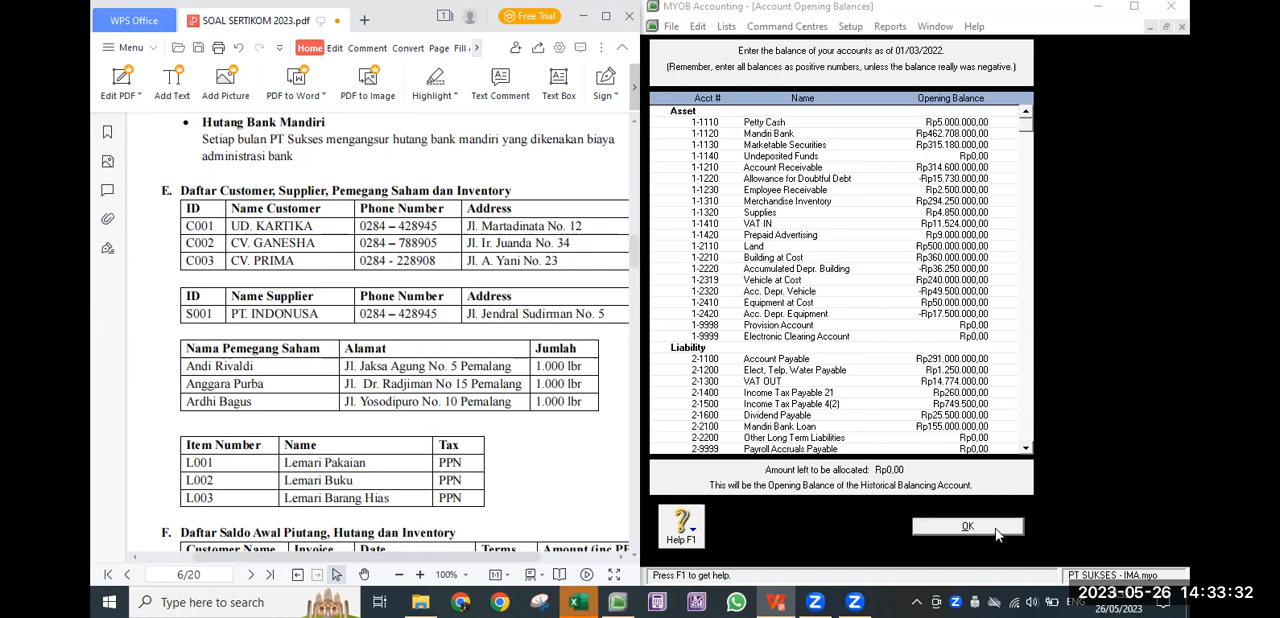 WPS Office
SOAL SERTIKOM 2023.pdf
1
Free Trial
Menu
Home Edit Comment Convert Page Fill
Edit PDF
Add Text
Add Picture
PDF to Word
PDF to Image
Highlight
Text Comment
Text Box
Sign
• Hutang Bank Mandiri
Setiap bulan PT Sukses mengangsur hutang bank mandiri yang dikenakan biaya
administrasi bank
E. Daftar Customer, Supplier, Pemegang Saham dan Inventory
ID Name Customer Phone Number Address
C001 UD. KARTIKA 0284 – 428945 Jl. Martadinata No. 12
C002 CV. GANESHA 0284 – 788905 Jl. Ir. Juanda No. 34
C003 CV. PRIMA 0284 - 228908 Jl. A. Yani No. 23
ID Name Supplier Phone Number Address
S001 PT. INDONUSA 0284 – 428945 Jl. Jendral Sudirman No. 5
Nama Pemegang Saham Alamat Jumlah
Andi Rivaldi Jl. Jaksa Agung No. 5 Pemalang 1.000 lbr
Anggara Purba Jl. Dr. Radjiman No 15 Pemalang 1.000 lbr
Ardhi Bagus Jl. Yosodipuro No. 10 Pemalang 1.000 lbr
Item Number Name Tax
L001 Lemari Pakaian PPN
L002 Lemari Buku PPN
L003 Lemari Barang Hias PPN
F. Daftar Saldo Awal Piutang, Hutang dan Inventory
Customer Name Invoice Date Terms Amount (inc PP
6/20
100%
MYOB Accounting - [Account Opening Balances]
File Edit Lists Command Centres Setup Reports Window Help
Enter the balance of your accounts as of 01/03/2022.
(Remember, enter all balances as positive numbers, unless the balance really was negative.)
Acct # Name Opening Balance
Asset
1-1110 Petty Cash Rp5.000.000,00
1-1120 Mandiri Bank Rp462.708.000,00
1-1130 Marketable Securities Rp315.180.000,00
1-1140 Undeposited Funds Rp0,00
1-1210 Account Receivable Rp314.600.000,00
1-1220 Allowance for Doubtful Debt -Rp15.730.000,00
1-1230 Employee Receivable Rp2.500.000,00
1-1310 Merchandise Inventory Rp294.250.000,00
1-1320 Supplies Rp4.850.000,00
1-1410 VAT IN Rp11.524.000,00
1-1420 Prepaid Advertising Rp9.000.000,00
1-2110 Land Rp500.000.000,00
1-2210 Building at Cost Rp360.000.000,00
1-2220 Accumulated Depr. Building -Rp36.250.000,00
1-2319 Vehicle at Cost Rp240.000.000,00
1-2320 Acc. Depr. Vehicle -Rp49.500.000,00
1-2410 Equipment at Cost Rp50.000.000,00
1-2420 Acc. Depr. Equipment -Rp17.500.000,00
1-9998 Provision Account Rp0,00
1-9999 Electronic Clearing Account Rp0,00
Liability
2-1100 Account Payable Rp291.000.000,00
2-1200 Elect, Telp, Water Payable Rp1.250.000,00
2-1300 VAT OUT Rp14.774.000,00
2-1400 Income Tax Payable 21 Rp260.000,00
2-1500 Income Tax Payable 4(2) Rp749.500,00
2-1600 Dividend Payable Rp25.500.000,00
2-2100 Mandiri Bank Loan Rp155.000.000,00
2-2200 Other Long Term Liabilities Rp0,00
2-9999 Payroll Accruals Payable Rp0,00
Amount left to be allocated: Rp0,00
This will be the Opening Balance of the Historical Balancing Account.
Help F1
OK
Press F1 to get help.
PT SUKSES - IMA.myo
Type here to search
ENG
2023-05-26 14:33:32
26/05/2023